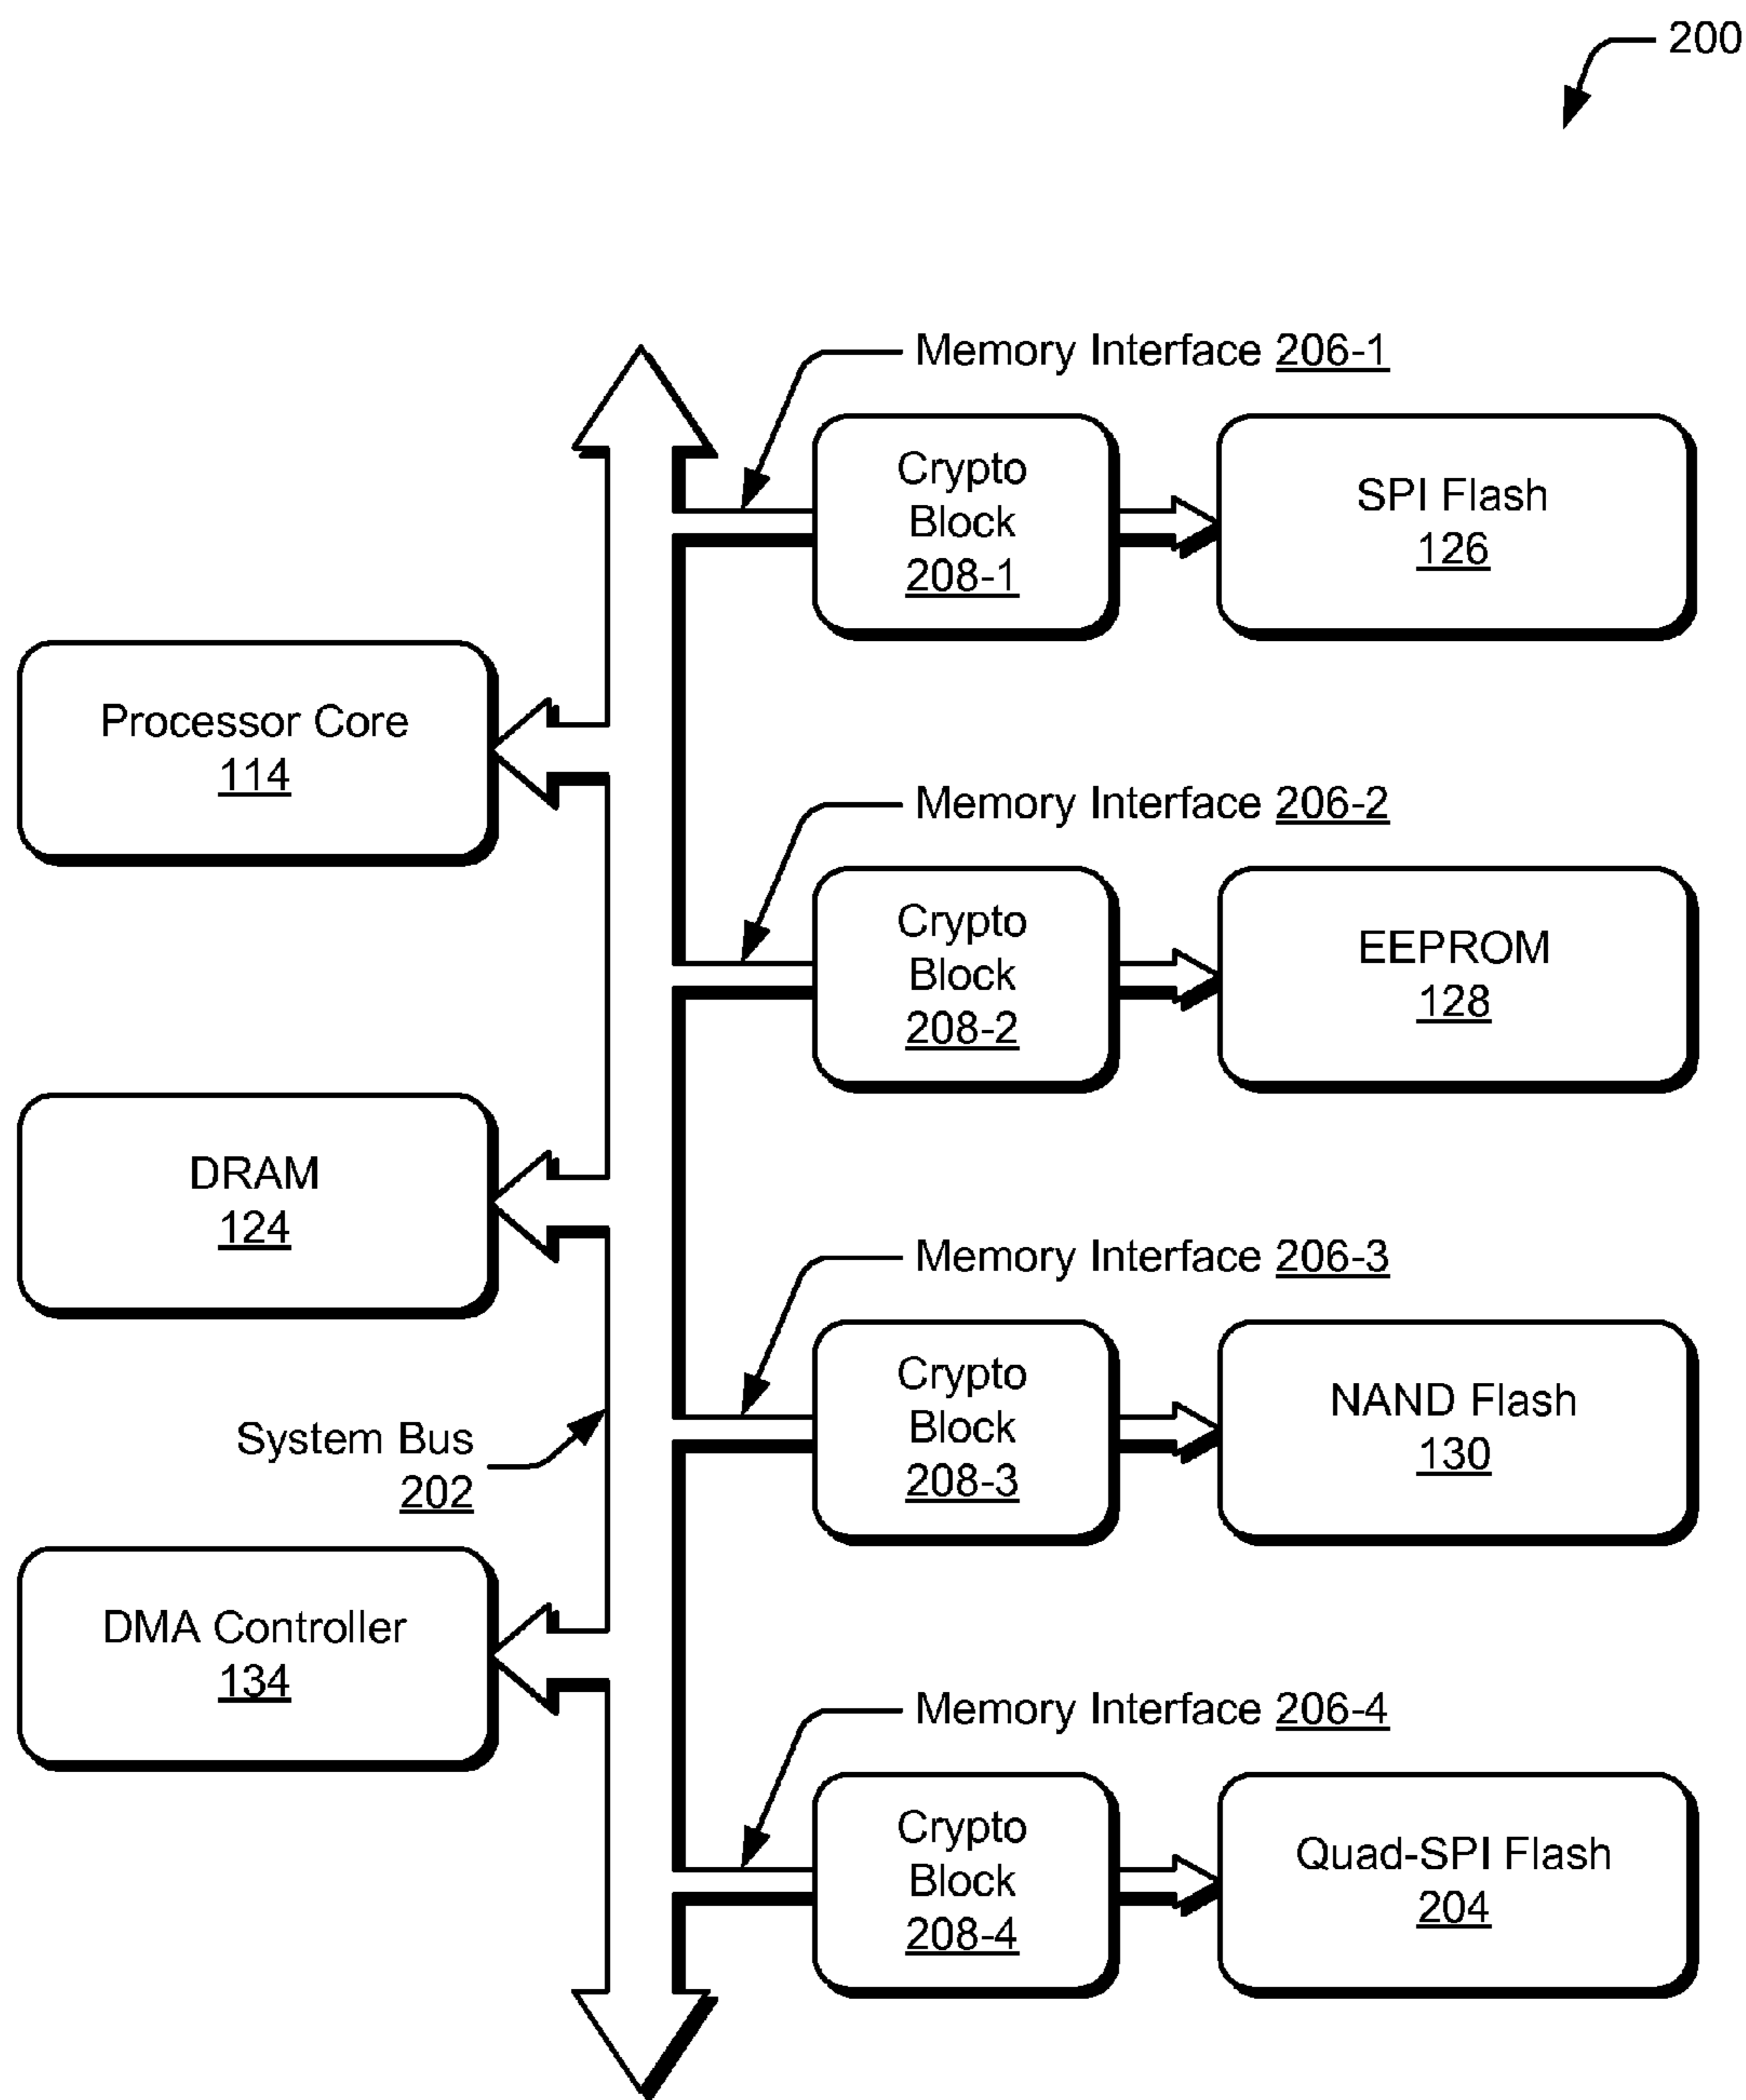 200
Memory Interface 206-1
Crypto
Block
208-1
SPI Flash
126
Processor Core
114
Memory Interface 206-2
Crypto
Block
208-2
EEPROM
128
DRAM
124
Memory Interface 206-3
Crypto
Block
208-3
NAND Flash
130
System Bus
202
DMA Controller
134
Memory Interface 206-4
Crypto
Block
208-4
Quad-SPI Flash
204